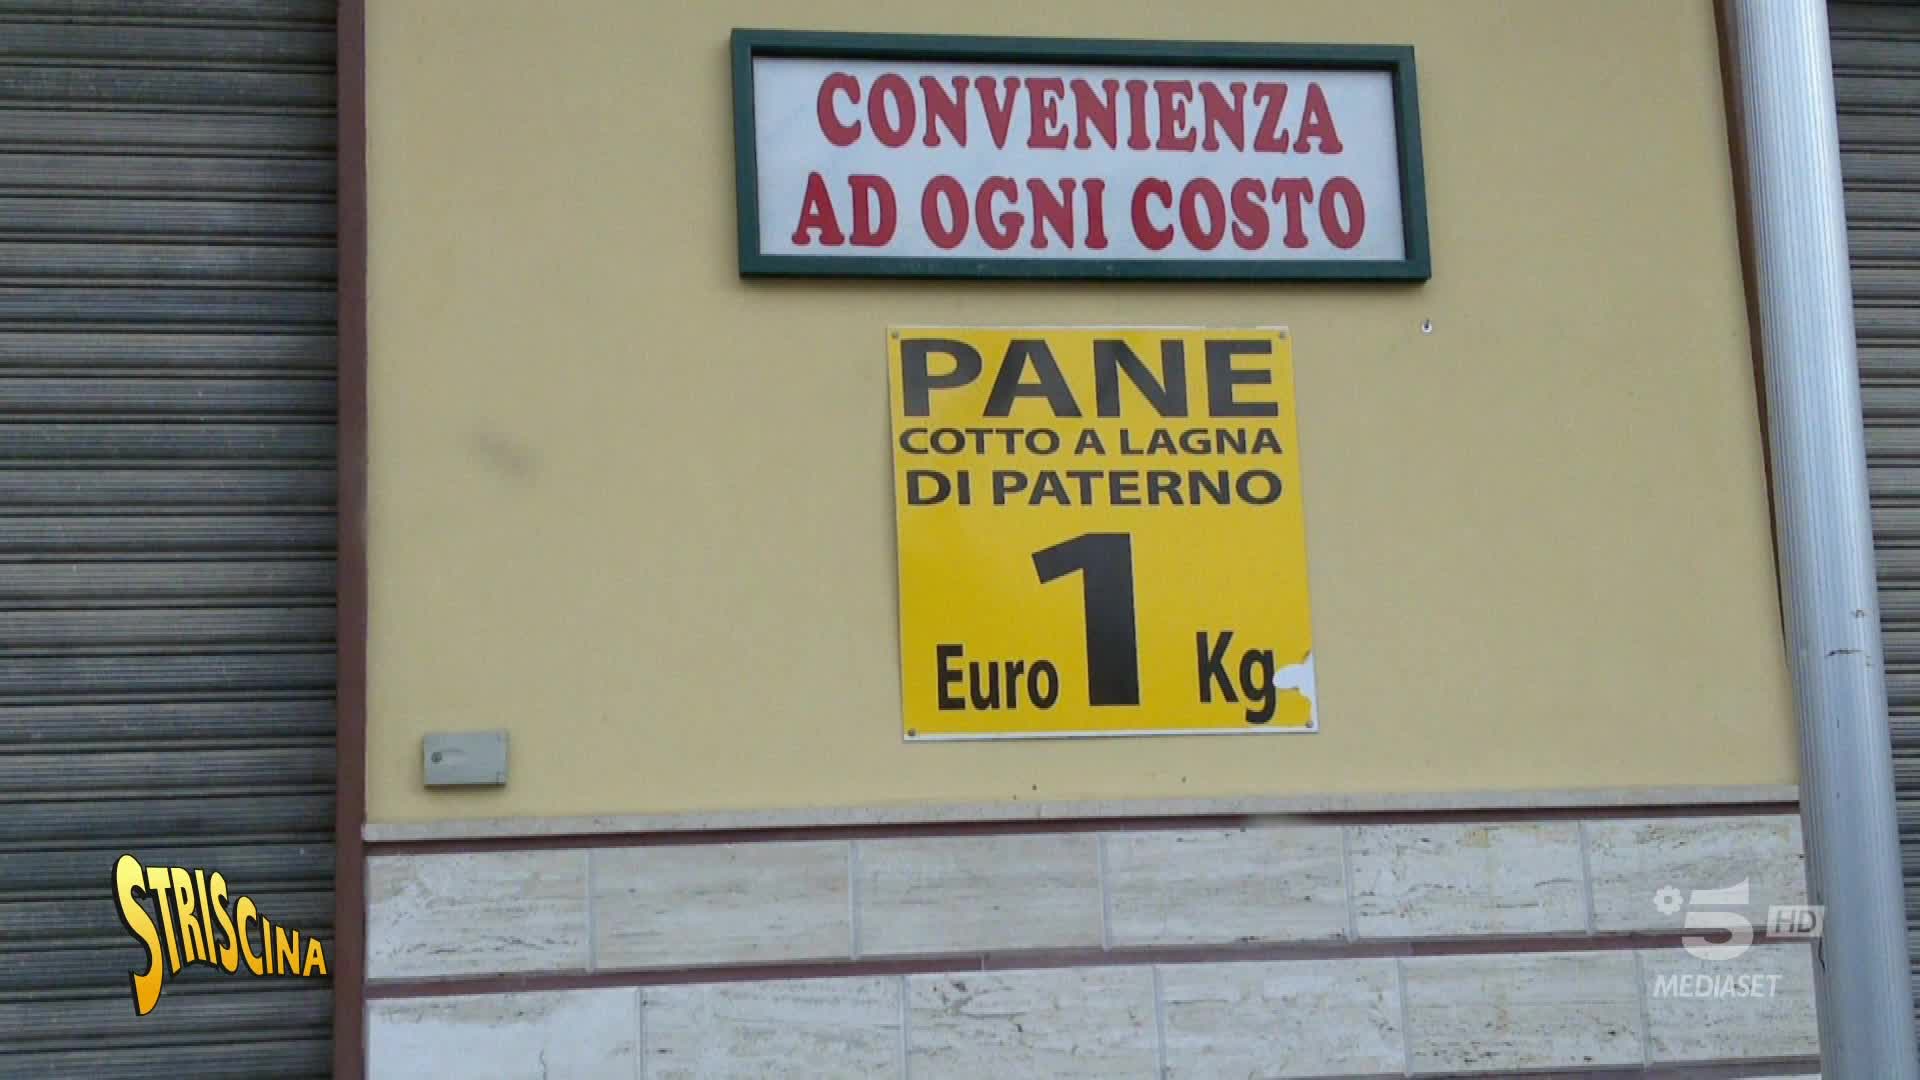 CONVENIENZA
AD OGNI COSTO
PANE
COTTO A LAGNA
DI PATERNO
Euro 1 Kg
STRISCINA
5 HD
MEDIASET